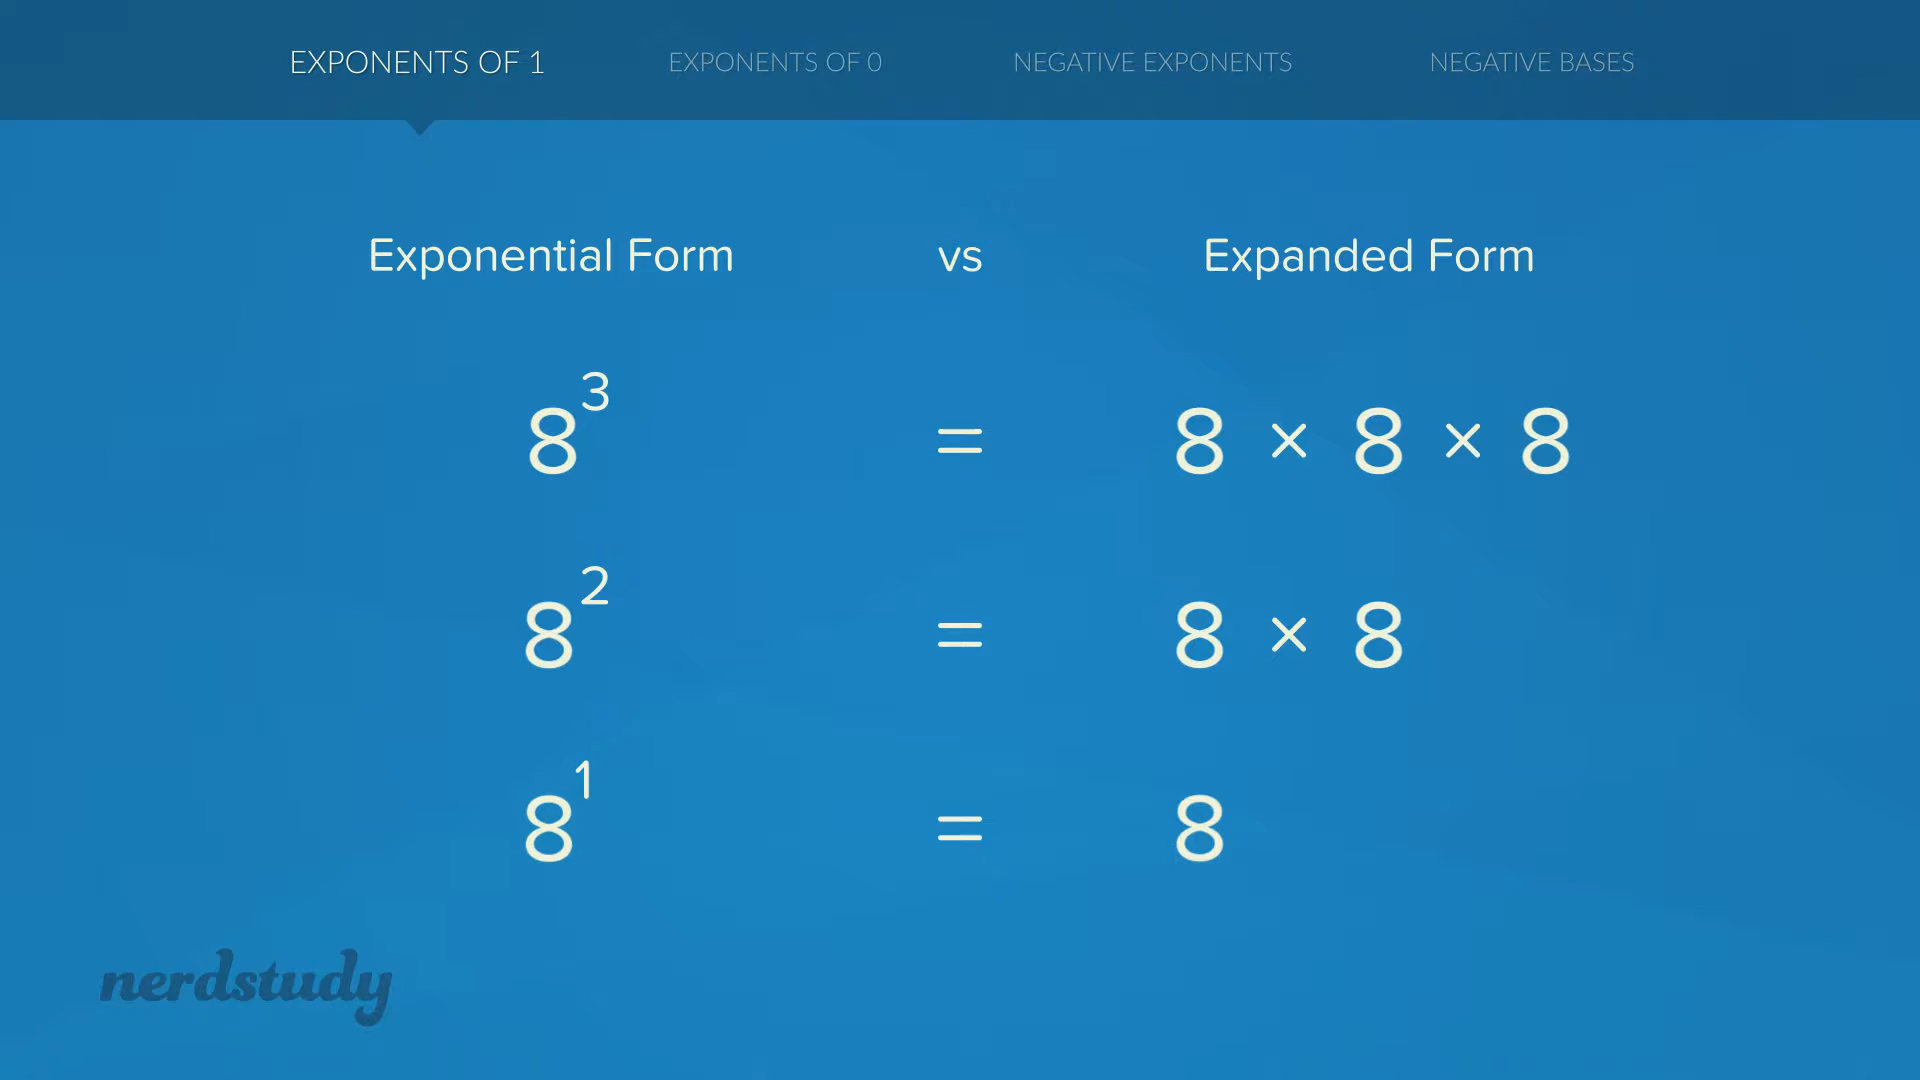 EXPONENTS OF 1 EXPONENTS OF 0 NEGATIVE EXPONENTS NEGATIVE BASES
Exponential Form vs Expanded Form
8³ = 8 × 8 × 8
8² = 8 × 8
8¹ = 8
nerdstudy